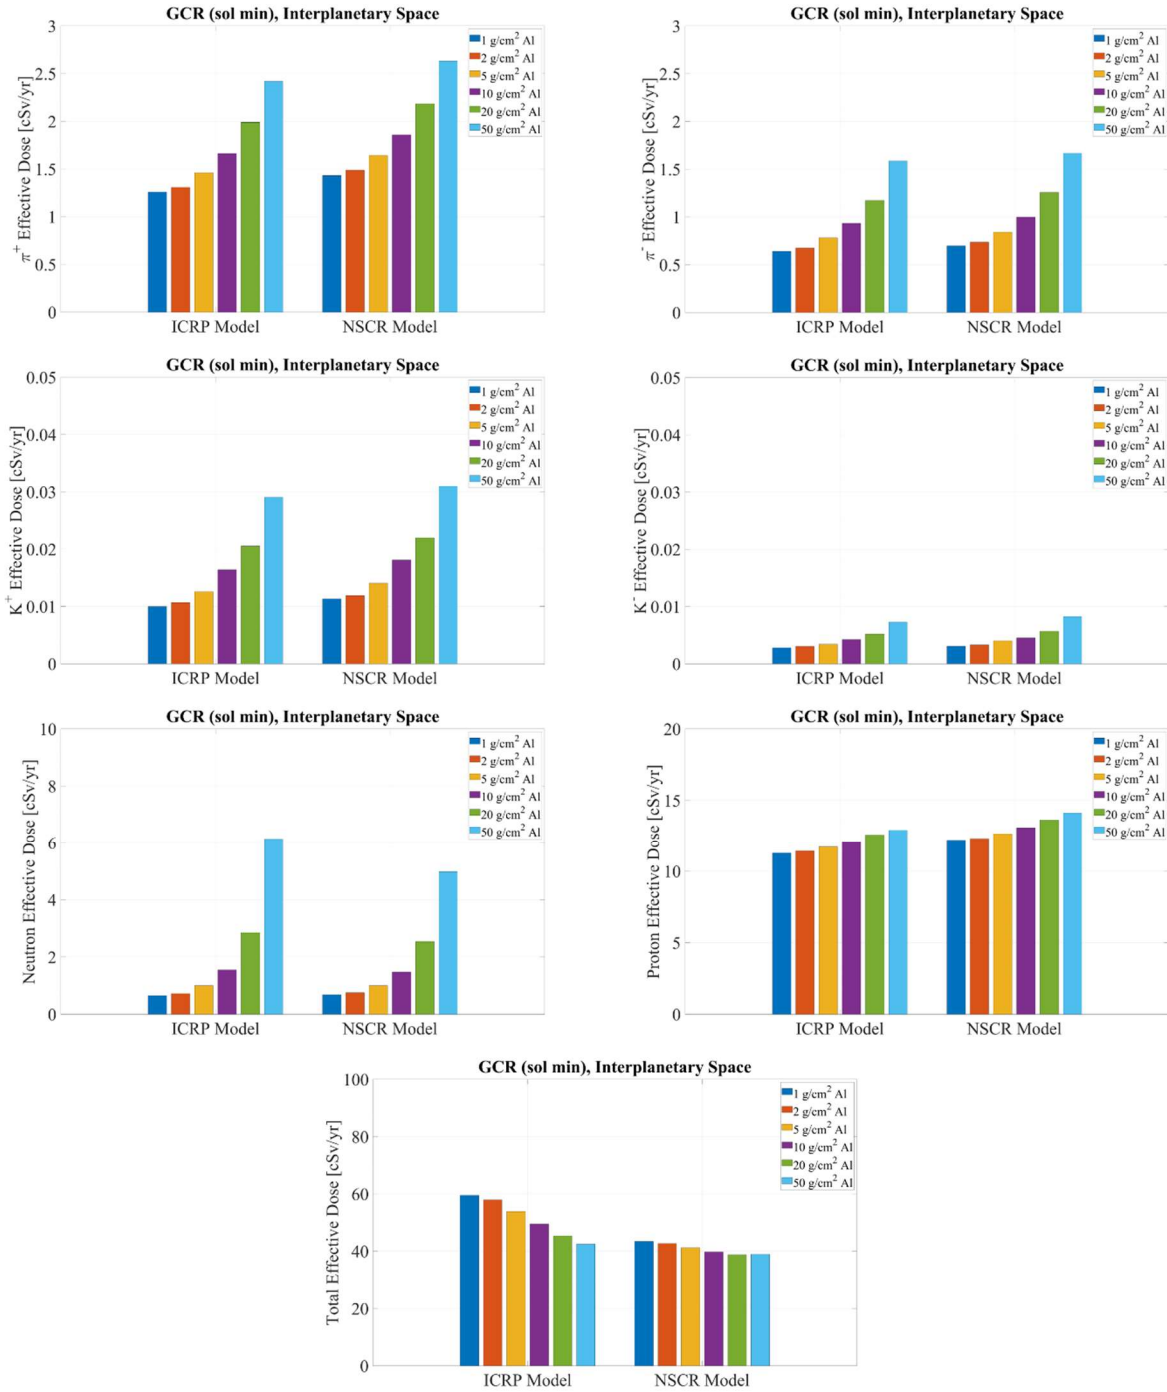 GCR (sol min), Interplanetary Space
π+ Effective Dose [cSv/yr]
3
2.5
2
1.5
1
0.5
0
1 g/cm2 Al
2 g/cm2 Al
5 g/cm2 Al
10 g/cm2 Al
20 g/cm2 Al
50 g/cm2 Al
ICRP Model
NSCR Model
GCR (sol min), Interplanetary Space
π- Effective Dose [cSv/yr]
3
2.5
2
1.5
1
0.5
0
1 g/cm2 Al
2 g/cm2 Al
5 g/cm2 Al
10 g/cm2 Al
20 g/cm2 Al
50 g/cm2 Al
ICRP Model
NSCR Model
GCR (sol min), Interplanetary Space
K+ Effective Dose [cSv/yr]
0.05
0.04
0.03
0.02
0.01
0
1 g/cm2 Al
2 g/cm2 Al
5 g/cm2 Al
10 g/cm2 Al
20 g/cm2 Al
50 g/cm2 Al
ICRP Model
NSCR Model
GCR (sol min), Interplanetary Space
K- Effective Dose [cSv/yr]
0.05
0.04
0.03
0.02
0.01
0
1 g/cm2 Al
2 g/cm2 Al
5 g/cm2 Al
10 g/cm2 Al
20 g/cm2 Al
50 g/cm2 Al
ICRP Model
NSCR Model
GCR (sol min), Interplanetary Space
Neutron Effective Dose [cSv/yr]
10
8
6
4
2
0
1 g/cm2 Al
2 g/cm2 Al
5 g/cm2 Al
10 g/cm2 Al
20 g/cm2 Al
50 g/cm2 Al
ICRP Model
NSCR Model
GCR (sol min), Interplanetary Space
Proton Effective Dose [cSv/yr]
20
15
10
5
0
1 g/cm2 Al
2 g/cm2 Al
5 g/cm2 Al
10 g/cm2 Al
20 g/cm2 Al
50 g/cm2 Al
ICRP Model
NSCR Model
GCR (sol min), Interplanetary Space
Total Effective Dose [cSv/yr]
100
80
60
40
20
0
1 g/cm2 Al
2 g/cm2 Al
5 g/cm2 Al
10 g/cm2 Al
20 g/cm2 Al
50 g/cm2 Al
ICRP Model
NSCR Model